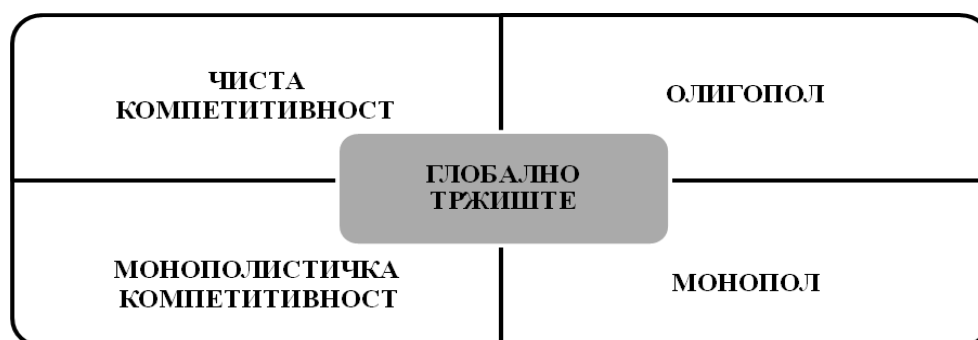 ЧИСТА
КОМПЕТИТИВНОСТ
ОЛИГОПОЛ
ГЛОБАЛНО
ТРЖИШТЕ
МОНОПОЛИСТИЧКА
КОМПЕТИТИВНОСТ
МОНОПОЛ